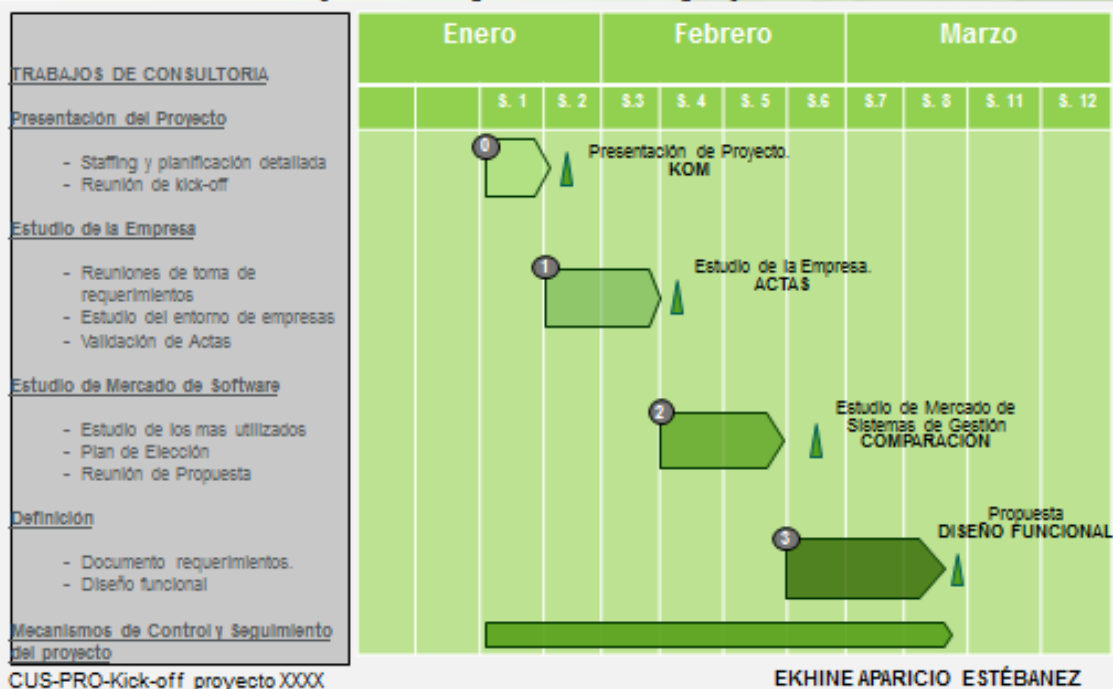 Enero Febrero Marzo
S. 1 S. 2 S.3 S. 4 S. 5 S.6 S.7 S. 8 S. 11 S. 12
TRABAJOS DE CONSULTORIA
Presentación del Proyecto
- Staffing y planificación detallada
- Reunión de kick-off
Estudio de la Empresa
- Reuniones de toma de
requerimientos
- Estudio del entorno de empresas
- Validación de Actas
Estudio de Mercado de Software
- Estudio de los mas utilizados
- Plan de Elección
- Reunión de Propuesta
Definición
- Documento requerimientos.
- Diseño funcional
Mecanismos de Control y Seguimiento
del proyecto
0
Presentación de Proyecto.
KOM
1
Estudio de la Empresa.
ACTAS
2
Estudio de Mercado de
Sistemas de Gestión
COMPARACIÓN
3
Propuesta
DISEÑO FUNCIONAL
CUS-PRO-Kick-off proyecto XXXX
EKHINE APARICIO ESTÉBANEZ